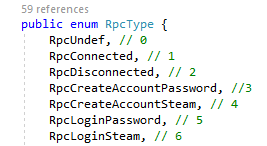 59 references
public enum RpcType {
RpcUndef, // 0
RpcConnected, // 1
RpcDisconnected, // 2
RpcCreateAccountPassword, //3
RpcCreateAccountSteam, // 4
RpcLoginPassword, // 5
RpcLoginSteam, // 6